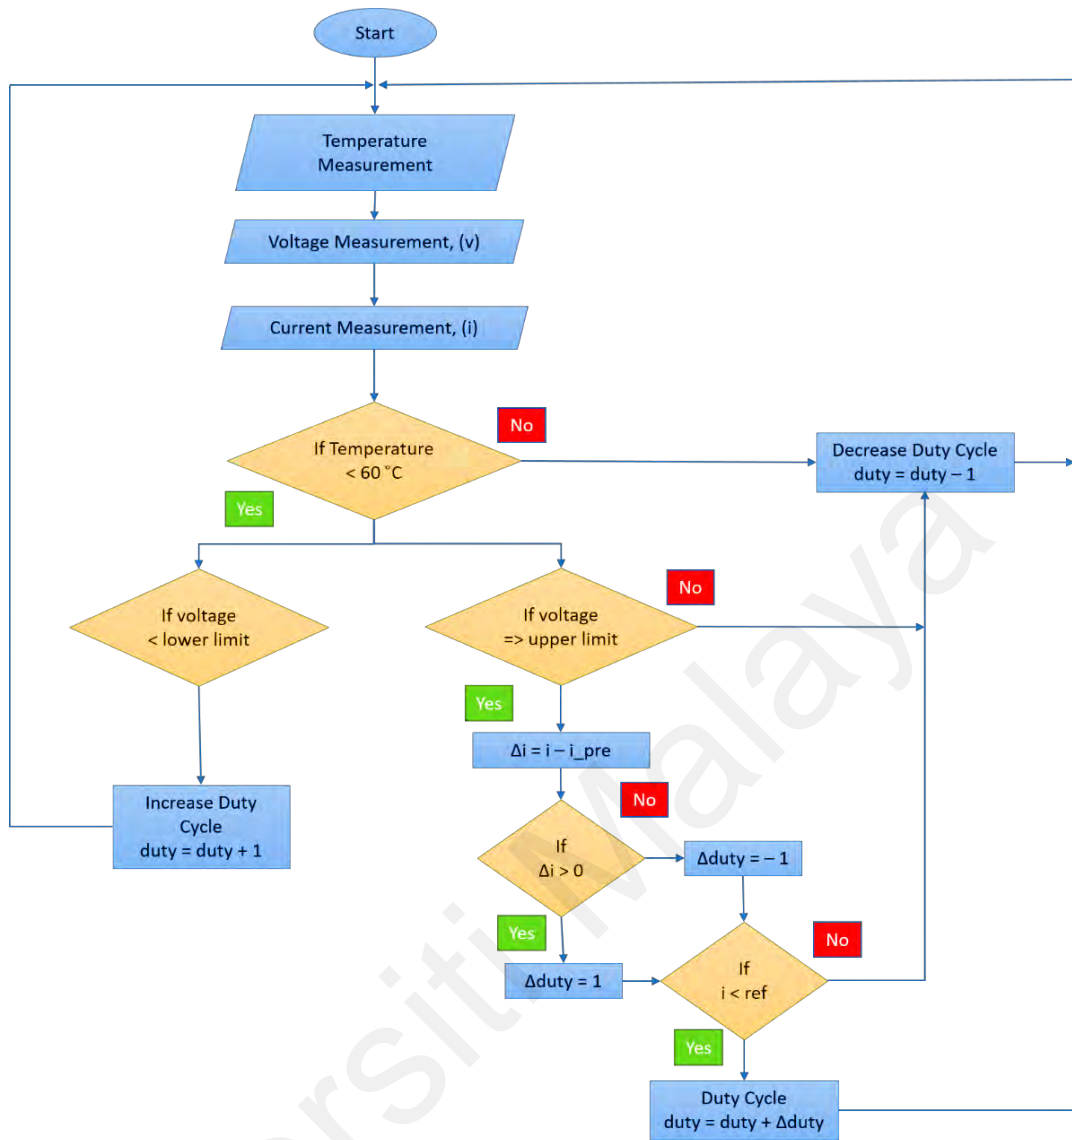 Start
Temperature
Measurement
Voltage Measurement, (v)
Current Measurement, (i)
If Temperature
< 60 ˚C
No
Decrease Duty Cycle
duty = duty – 1
Yes
If voltage
< lower limit
If voltage
=> upper limit
No
Yes
Δi = i – i_pre
Increase Duty
Cycle
duty = duty + 1
No
If
Δi > 0
Δduty = – 1
Yes
Δduty = 1
If
i < ref
No
Yes
Duty Cycle
duty = duty + Δduty
Malaya